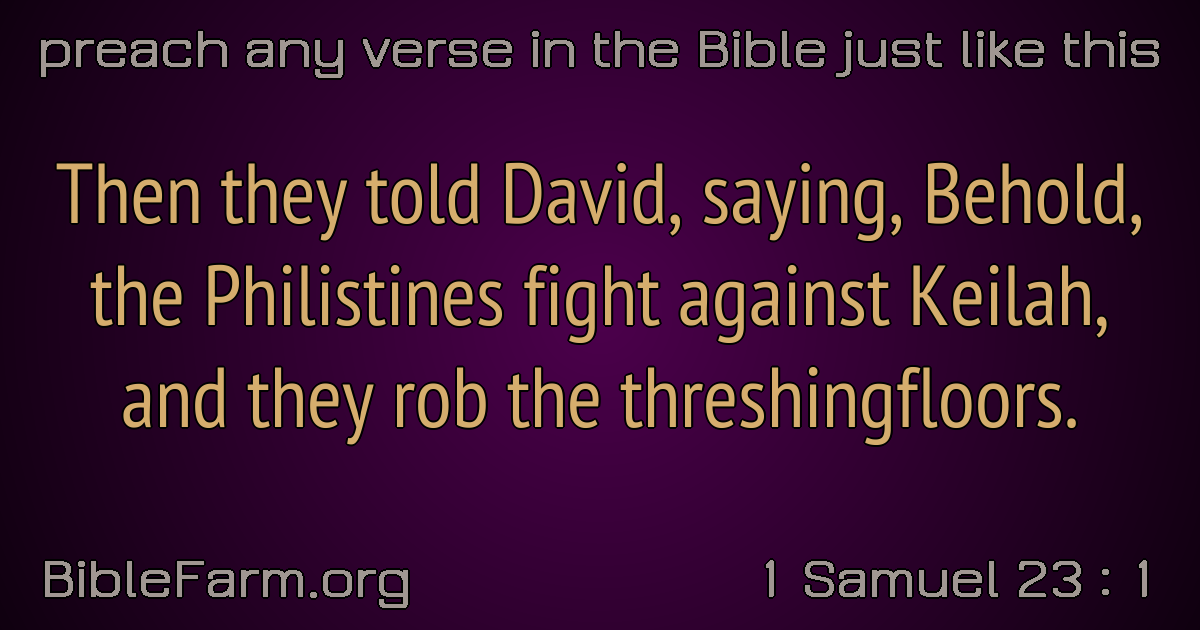 preach any verse in the Bible just like this
Then they told David, saying, Behold,
the Philistines fight against Keilah,
and they rob the threshingfloors.
BibleFarm.org
1 Samuel 23 : 1